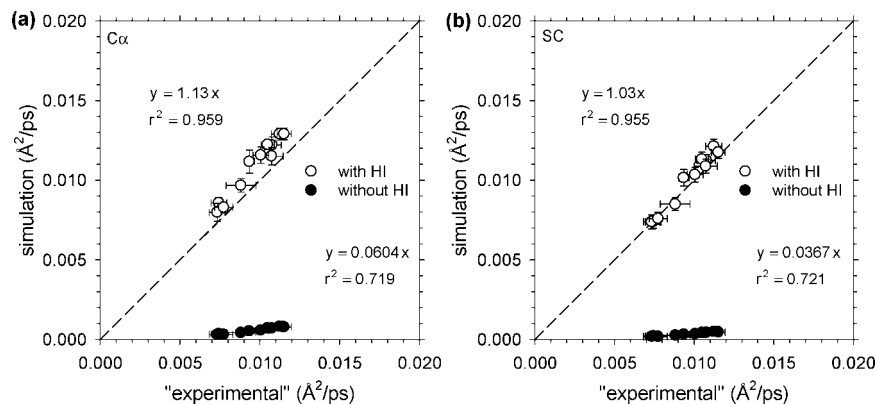 (a)
Cα
y = 1.13x
r² = 0.959
with HI
without HI
y = 0.0604x
r² = 0.719
0.020
0.015
0.010
0.005
0.000
simulation (Å²/ps)
0.000 0.005 0.010 0.015 0.020
"experimental" (Å²/ps)
(b)
SC
y = 1.03x
r² = 0.955
with HI
without HI
y = 0.0367x
r² = 0.721
0.020
0.015
0.010
0.005
0.000
simulation (Å²/ps)
0.000 0.005 0.010 0.015 0.020
"experimental" (Å²/ps)